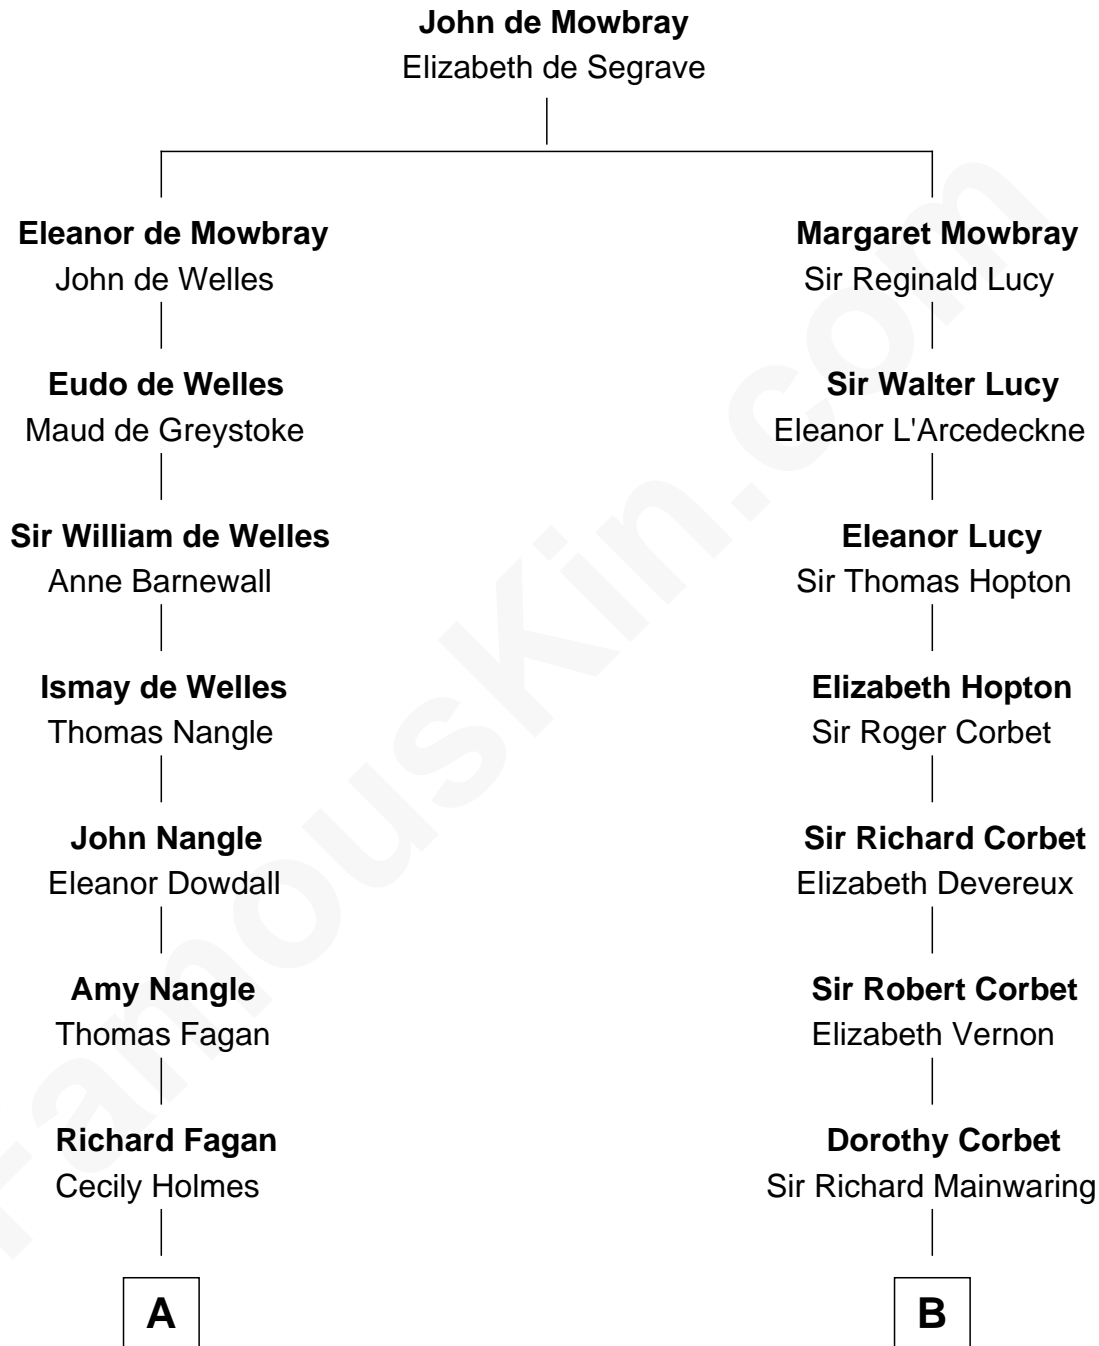 John de Mowbray
Elizabeth de Segrave
Eleanor de Mowbray
John de Welles
Eudo de Welles
Maud de Greystoke
Sir William de Welles
Anne Barnewall
Ismay de Welles
Thomas Nangle
John Nangle
Eleanor Dowdall
Amy Nangle
Thomas Fagan
Richard Fagan
Cecily Holmes
A
Margaret Mowbray
Sir Reginald Lucy
Sir Walter Lucy
Eleanor L'Arcedeckne
Eleanor Lucy
Sir Thomas Hopton
Elizabeth Hopton
Sir Roger Corbet
Sir Richard Corbet
Elizabeth Devereux
Sir Robert Corbet
Elizabeth Vernon
Dorothy Corbet
Sir Richard Mainwaring
B
FamousKin.com